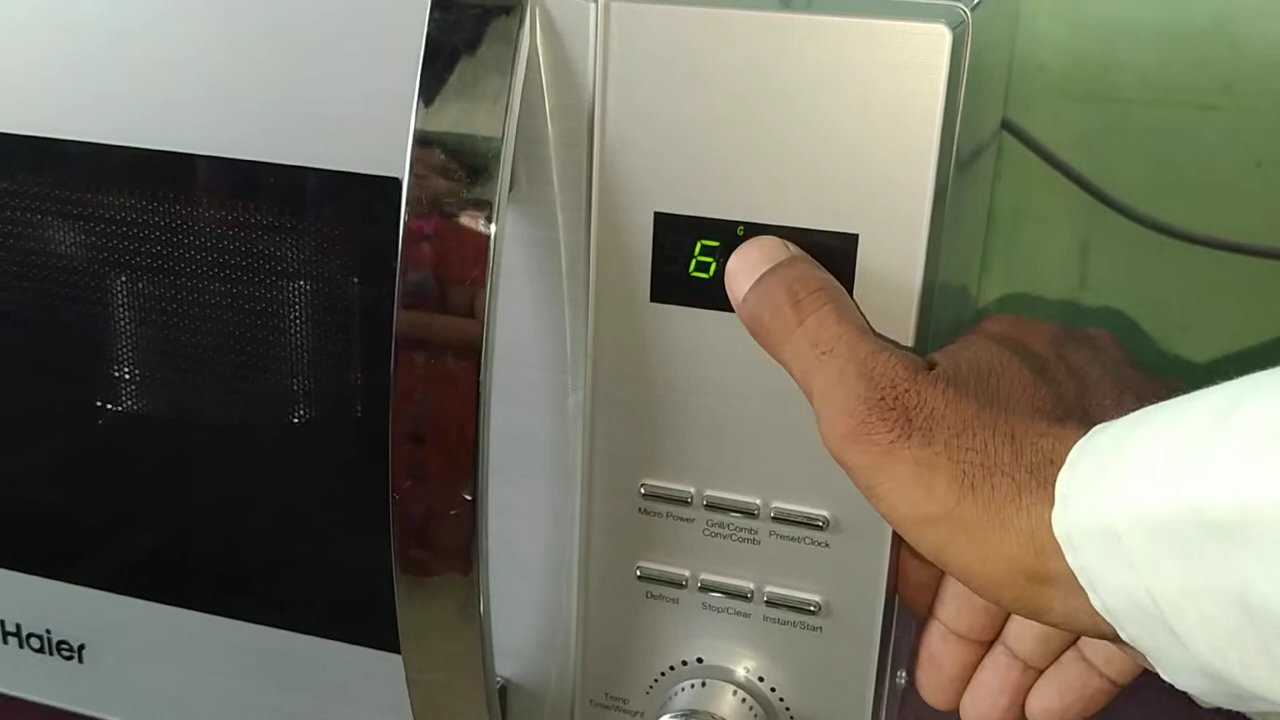 G
6
Micro Power
Grill/Combi
Conv/Combi
Preset/Clock
Defrost
Stop/Clear
Instant/Start
Haier
Temp
Time/Weight